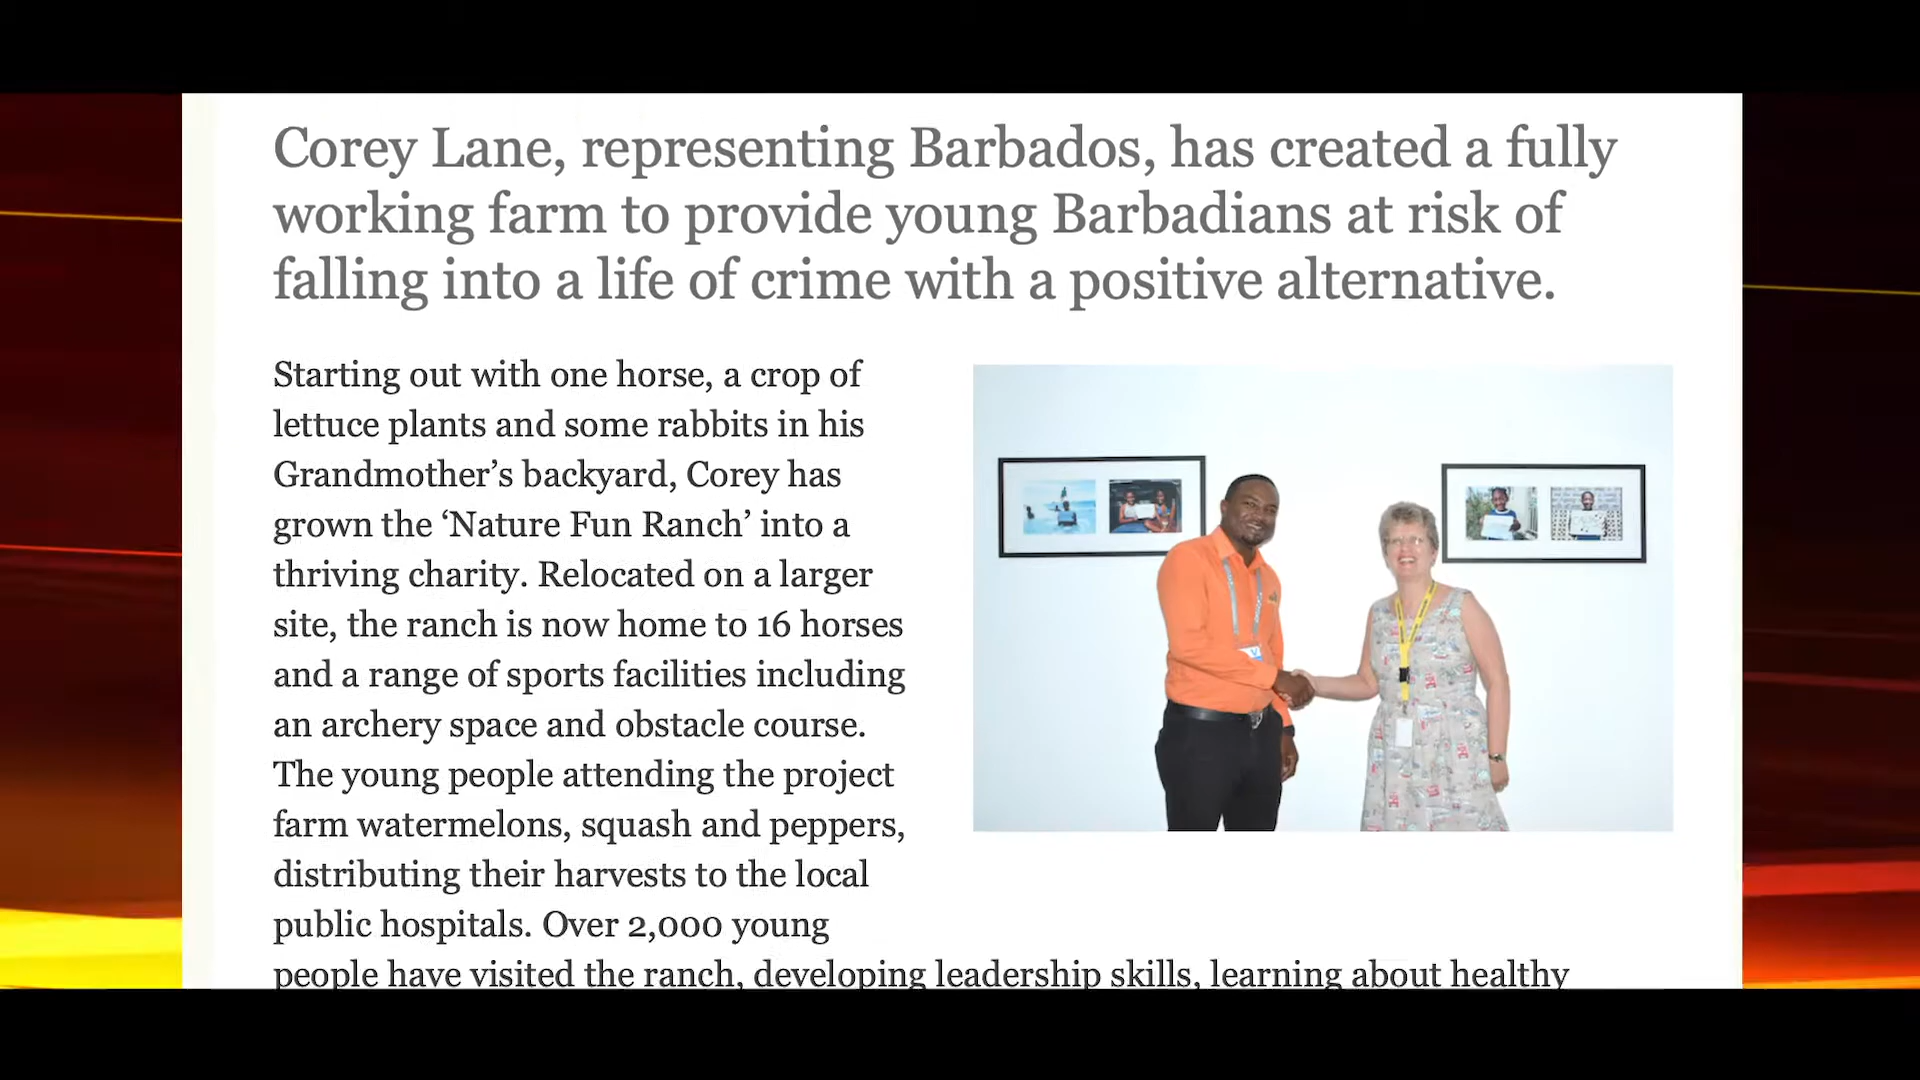 Corey Lane, representing Barbados, has created a fully
working farm to provide young Barbadians at risk of
falling into a life of crime with a positive alternative.
Starting out with one horse, a crop of
lettuce plants and some rabbits in his
Grandmother’s backyard, Corey has
grown the ‘Nature Fun Ranch’ into a
thriving charity. Relocated on a larger
site, the ranch is now home to 16 horses
and a range of sports facilities including
an archery space and obstacle course.
The young people attending the project
farm watermelons, squash and peppers,
distributing their harvests to the local
public hospitals. Over 2,000 young
people have visited the ranch, developing leadership skills, learning about healthy